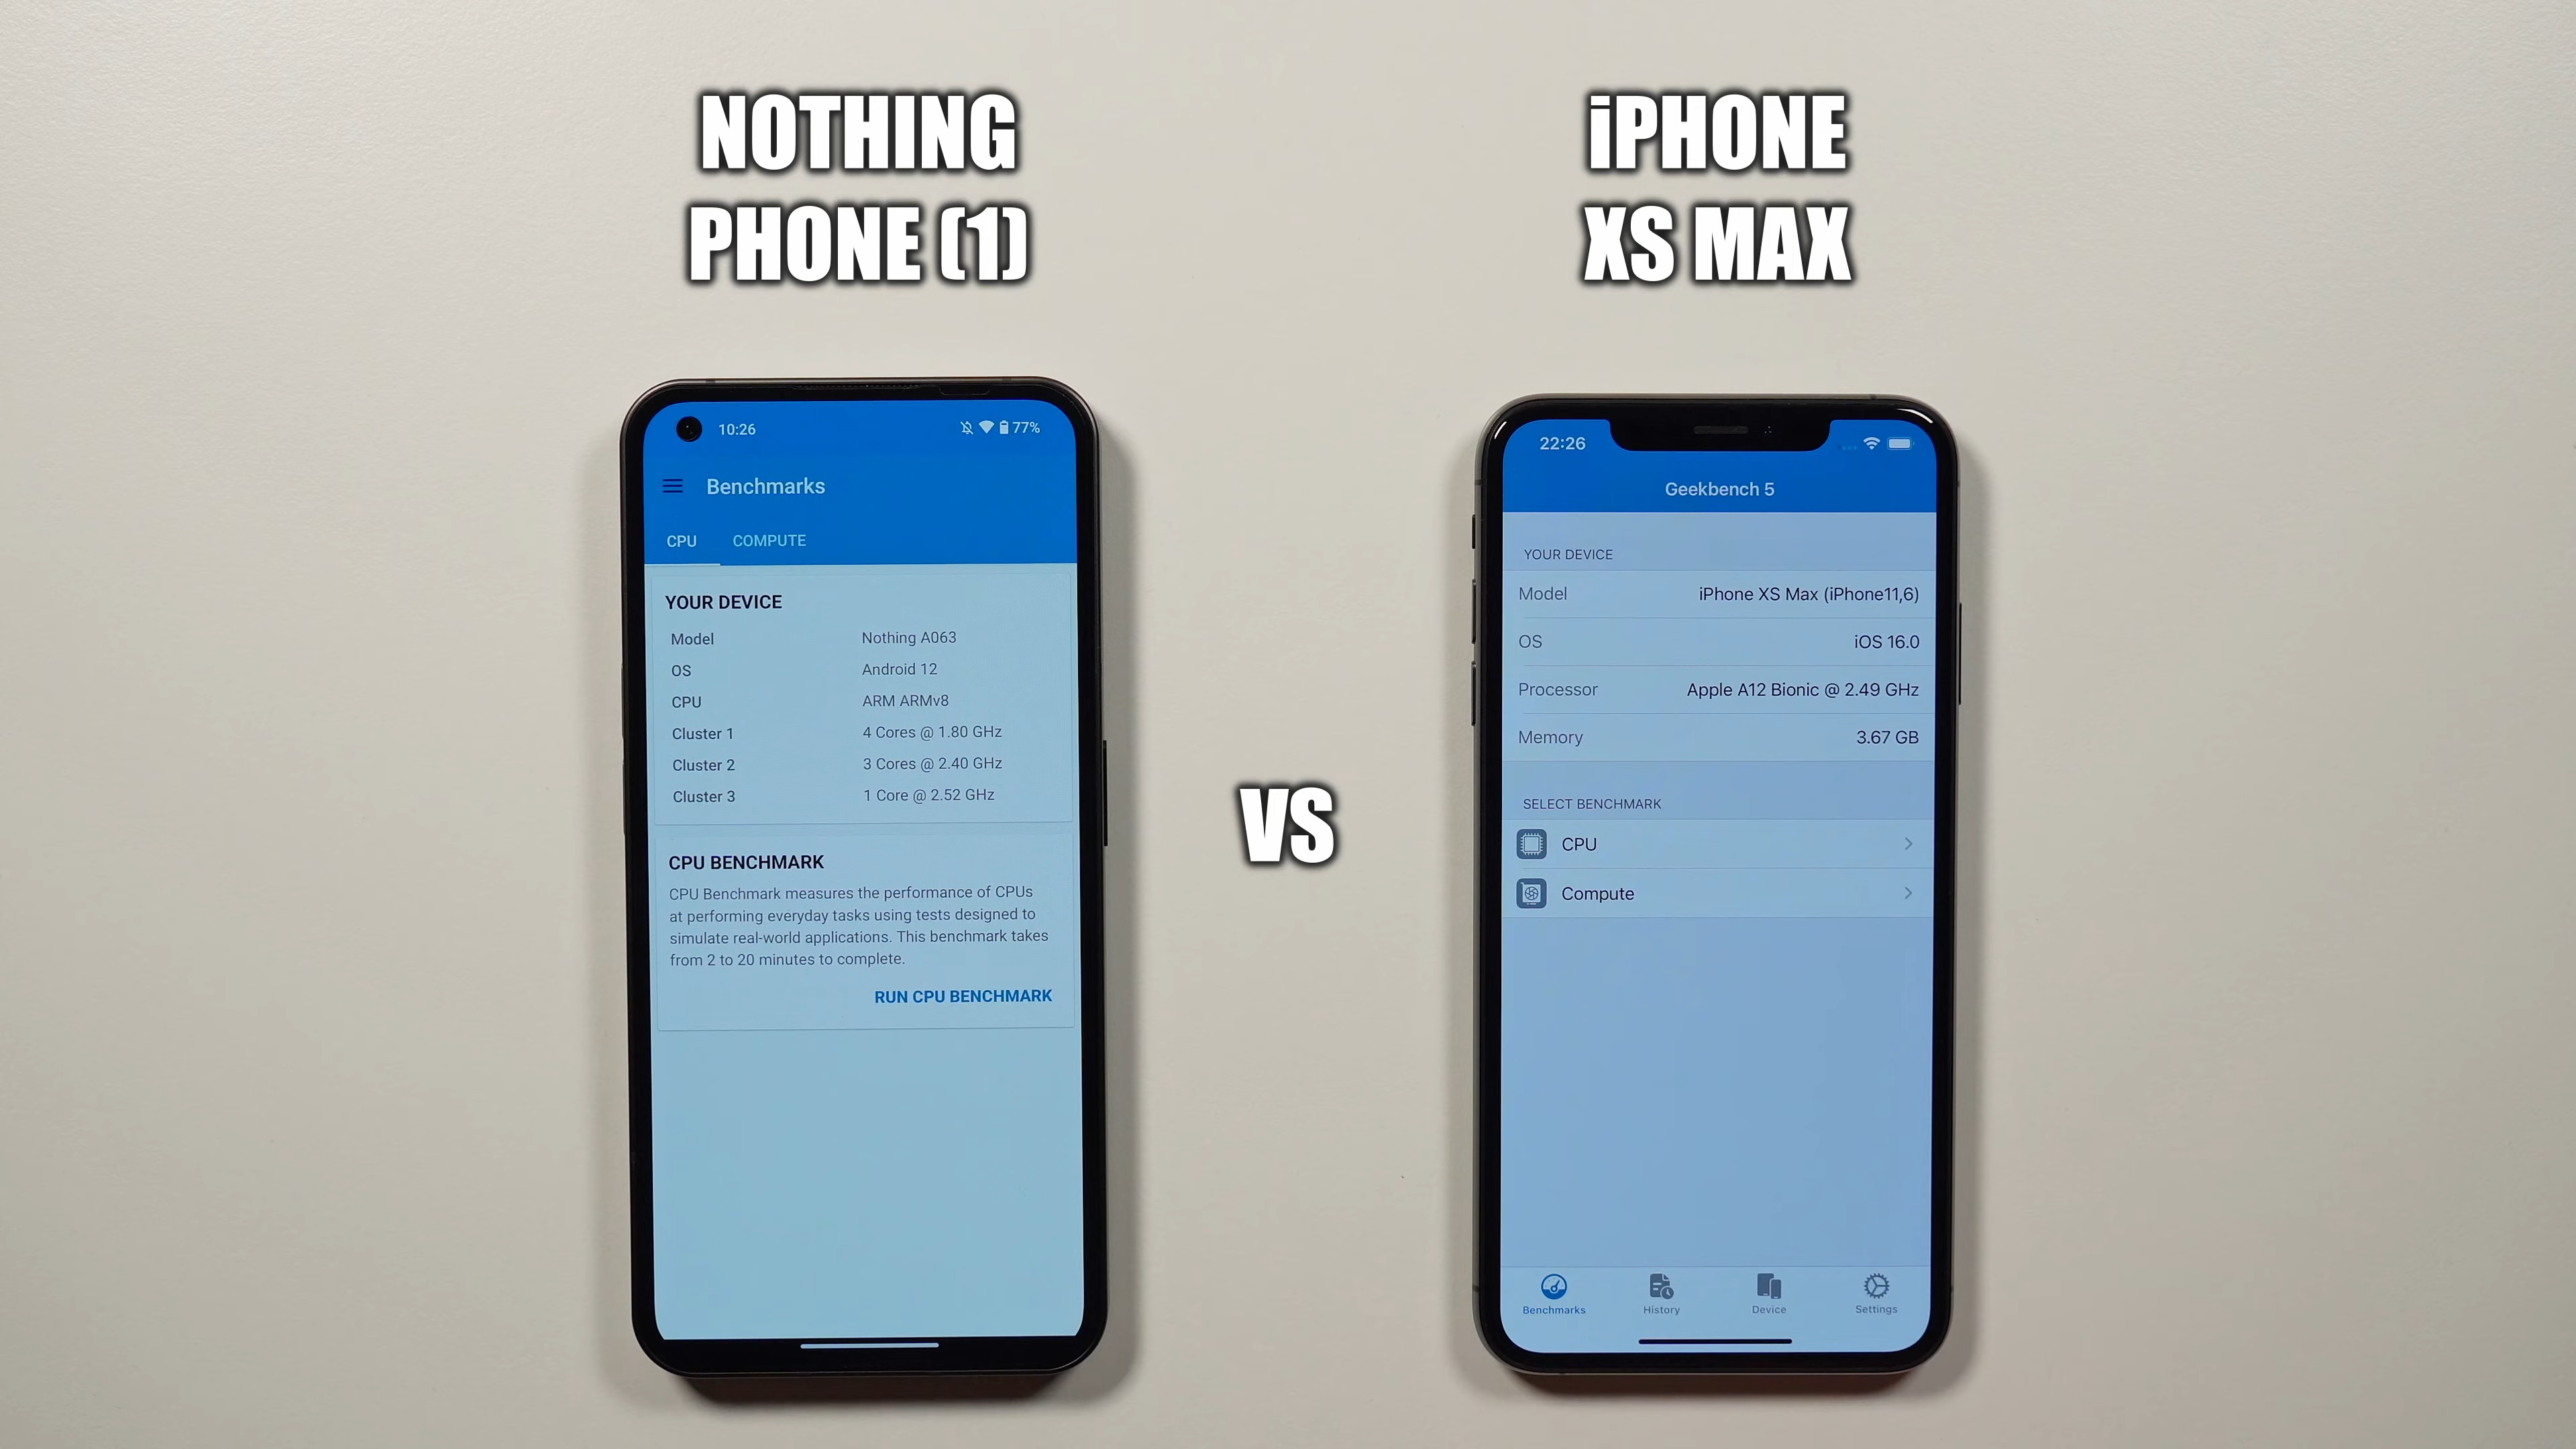 NOTHING
PHONE (1)
iPHONE
XS MAX
VS
10:26
77%
Benchmarks
CPU COMPUTE
YOUR DEVICE
Model Nothing A063
OS Android 12
CPU ARM ARMv8
Cluster 1 4 Cores @ 1.80 GHz
Cluster 2 3 Cores @ 2.40 GHz
Cluster 3 1 Core @ 2.52 GHz
CPU BENCHMARK
CPU Benchmark measures the performance of CPUs
at performing everyday tasks using tests designed to
simulate real-world applications. This benchmark takes
from 2 to 20 minutes to complete.
RUN CPU BENCHMARK
22:26
Geekbench 5
YOUR DEVICE
Model iPhone XS Max (iPhone11,6)
OS iOS 16.0
Processor Apple A12 Bionic @ 2.49 GHz
Memory 3.67 GB
SELECT BENCHMARK
CPU
Compute
Benchmarks History Device Settings